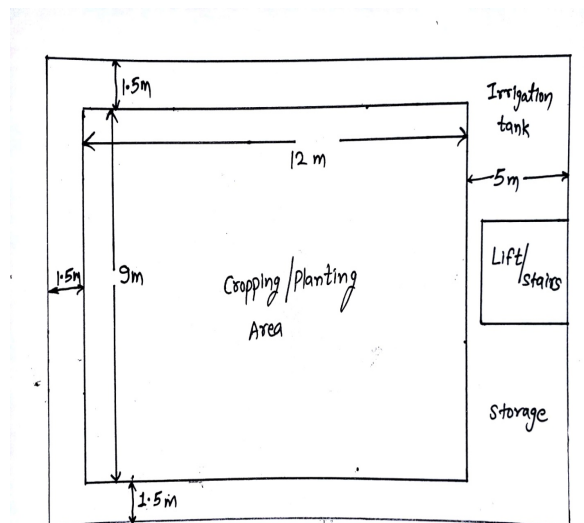 1.5m
Irrigation
tank
12 m
5m
1.5m
9m
Cropping/Planting
Area
Lift/
stairs
Storage
1.5m